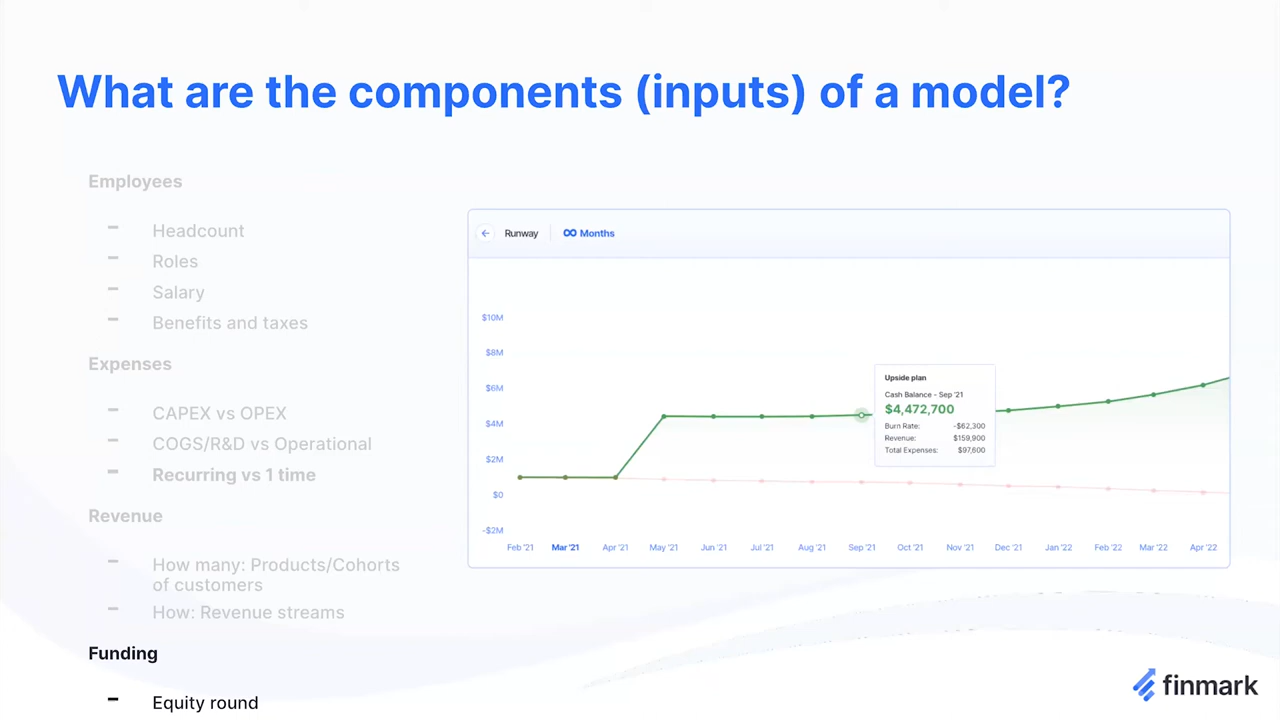 What are the components (inputs) of a model?
Employees
- Headcount
- Roles
- Salary
- Benefits and taxes
Expenses
- CAPEX vs OPEX
- COGS/R&D vs Operational
- Recurring vs 1 time
Revenue
- How many: Products/Cohorts
of customers
- How: Revenue streams
Funding
- Equity round
Runway
∞ Months
$10M
$8M
$6M
$4M
$2M
$0
-$2M
Upside plan
Cash Balance - Sep '21
$4,472,700
Burn Rate: -$62,300
Revenue: $159,900
Total Expenses: $97,600
Feb '21 Mar '21 Apr '21 May '21 Jun '21 Jul '21 Aug '21 Sep '21 Oct '21 Nov '21 Dec '21 Jan '22 Feb '22 Mar '22 Apr '22
finmark